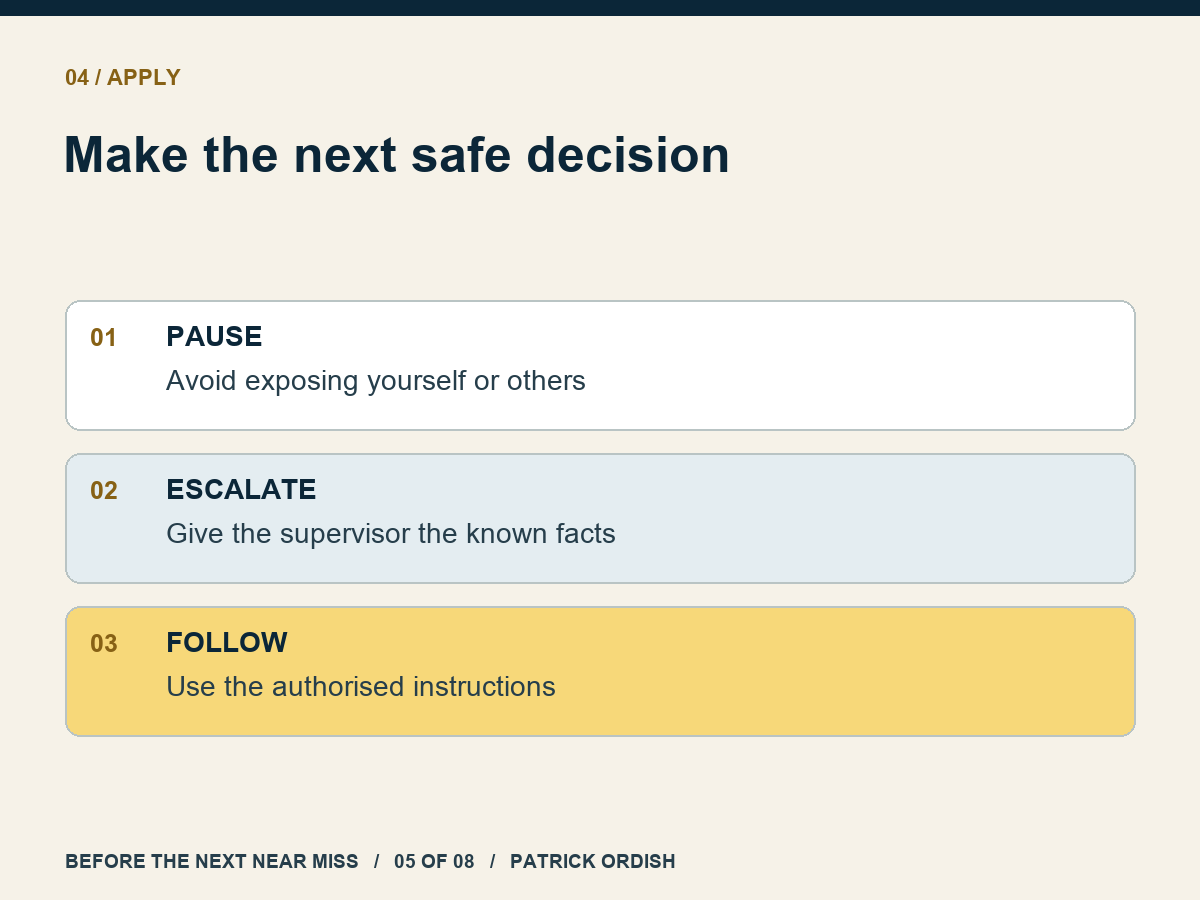 04 / APPLY
Make the next safe decision
01
PAUSE
Avoid exposing yourself or others
02
ESCALATE
Give the supervisor the known facts
03
FOLLOW
Use the authorised instructions
BEFORE THE NEXT NEAR MISS / 05 OF 08 / PATRICK ORDISH